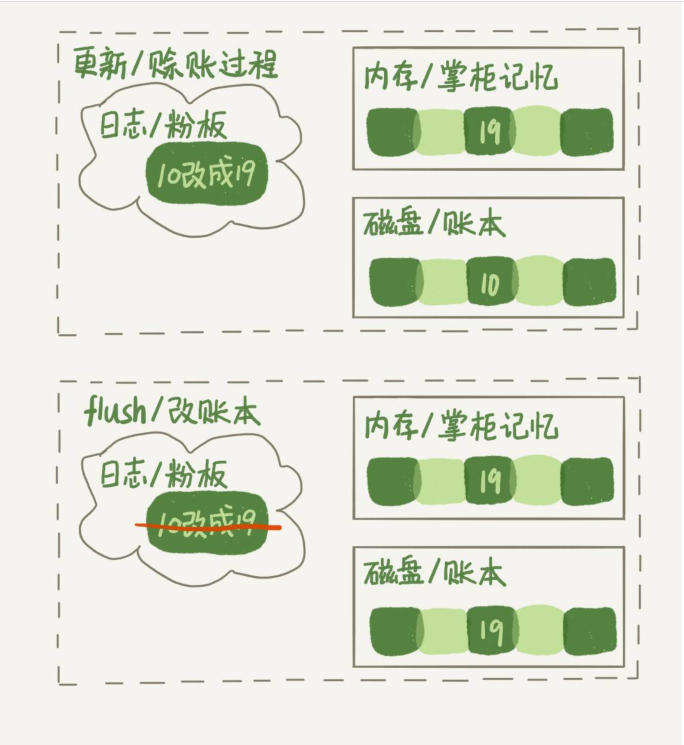 更新/赊账过程
日志/粉板
10改成19
内存/掌柜记忆
19
磁盘/账本
10
flush/改账本
日志/粉板
10改成19
内存/掌柜记忆
19
磁盘/账本
19